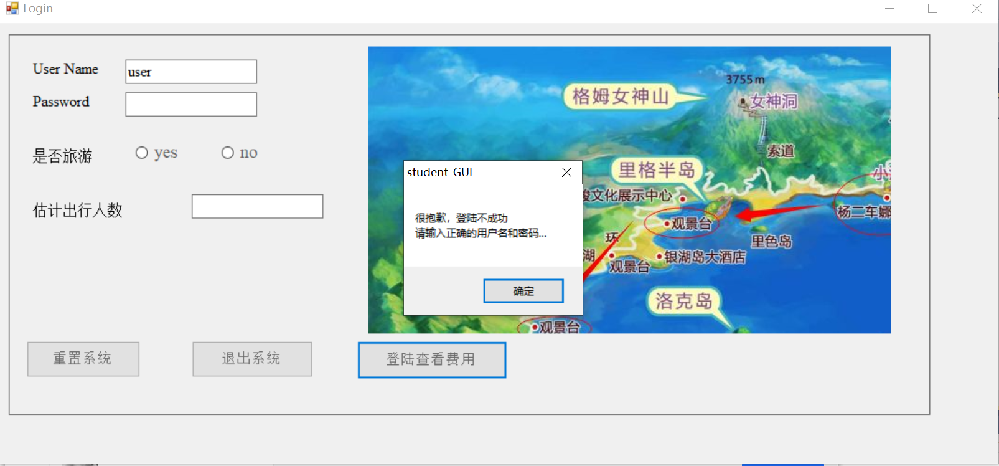 Login
User Name
user
Password
是否旅游
yes
no
估计出行人数
3755m
格姆女神山
女神洞
索道
里格半岛
文化展示中心
观景台
杨二车娜
里色岛
环
湖
观景台
银湖岛大酒店
洛克岛
观景台
student_GUI
很抱歉，登陆不成功
请输入正确的用户名和密码...
确定
重置系统
退出系统
登陆查看费用